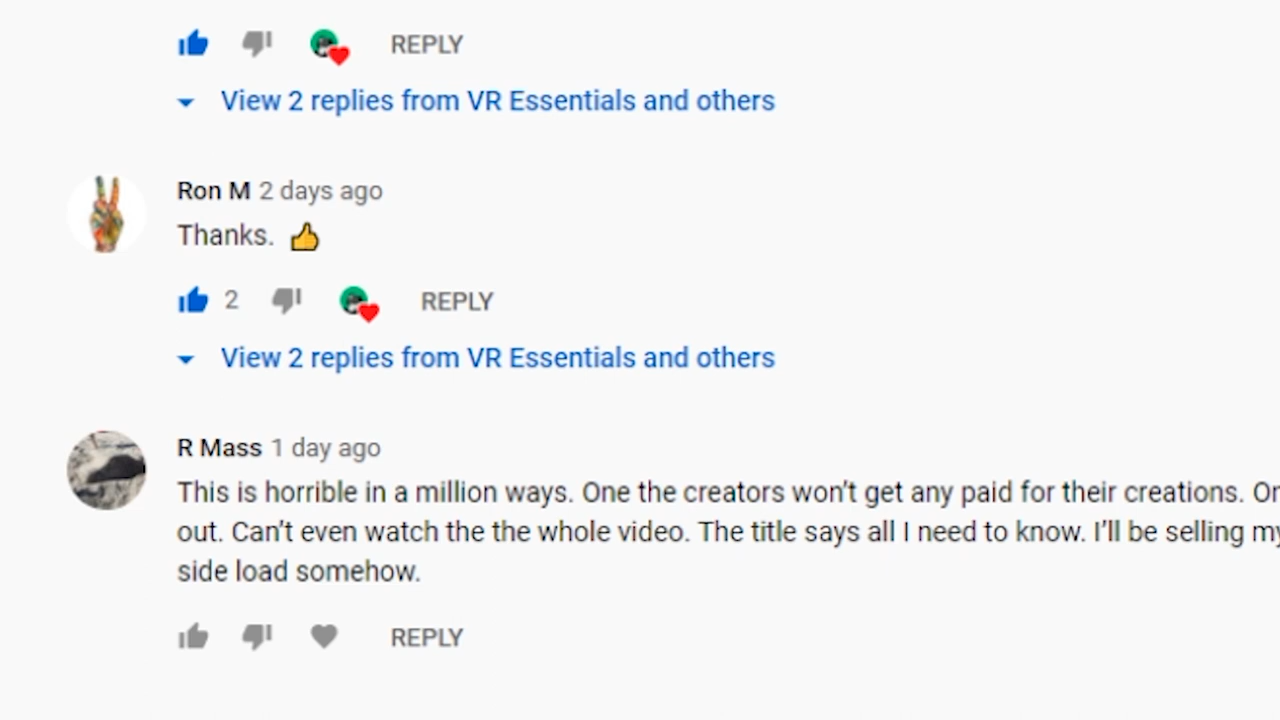 REPLY
View 2 replies from VR Essentials and others
Ron M 2 days ago
Thanks. 👍
2 REPLY
View 2 replies from VR Essentials and others
R Mass 1 day ago
This is horrible in a million ways. One the creators won't get any paid for their creations. Or
out. Can't even watch the the whole video. The title says all I need to know. I'll be selling my
side load somehow.
REPLY